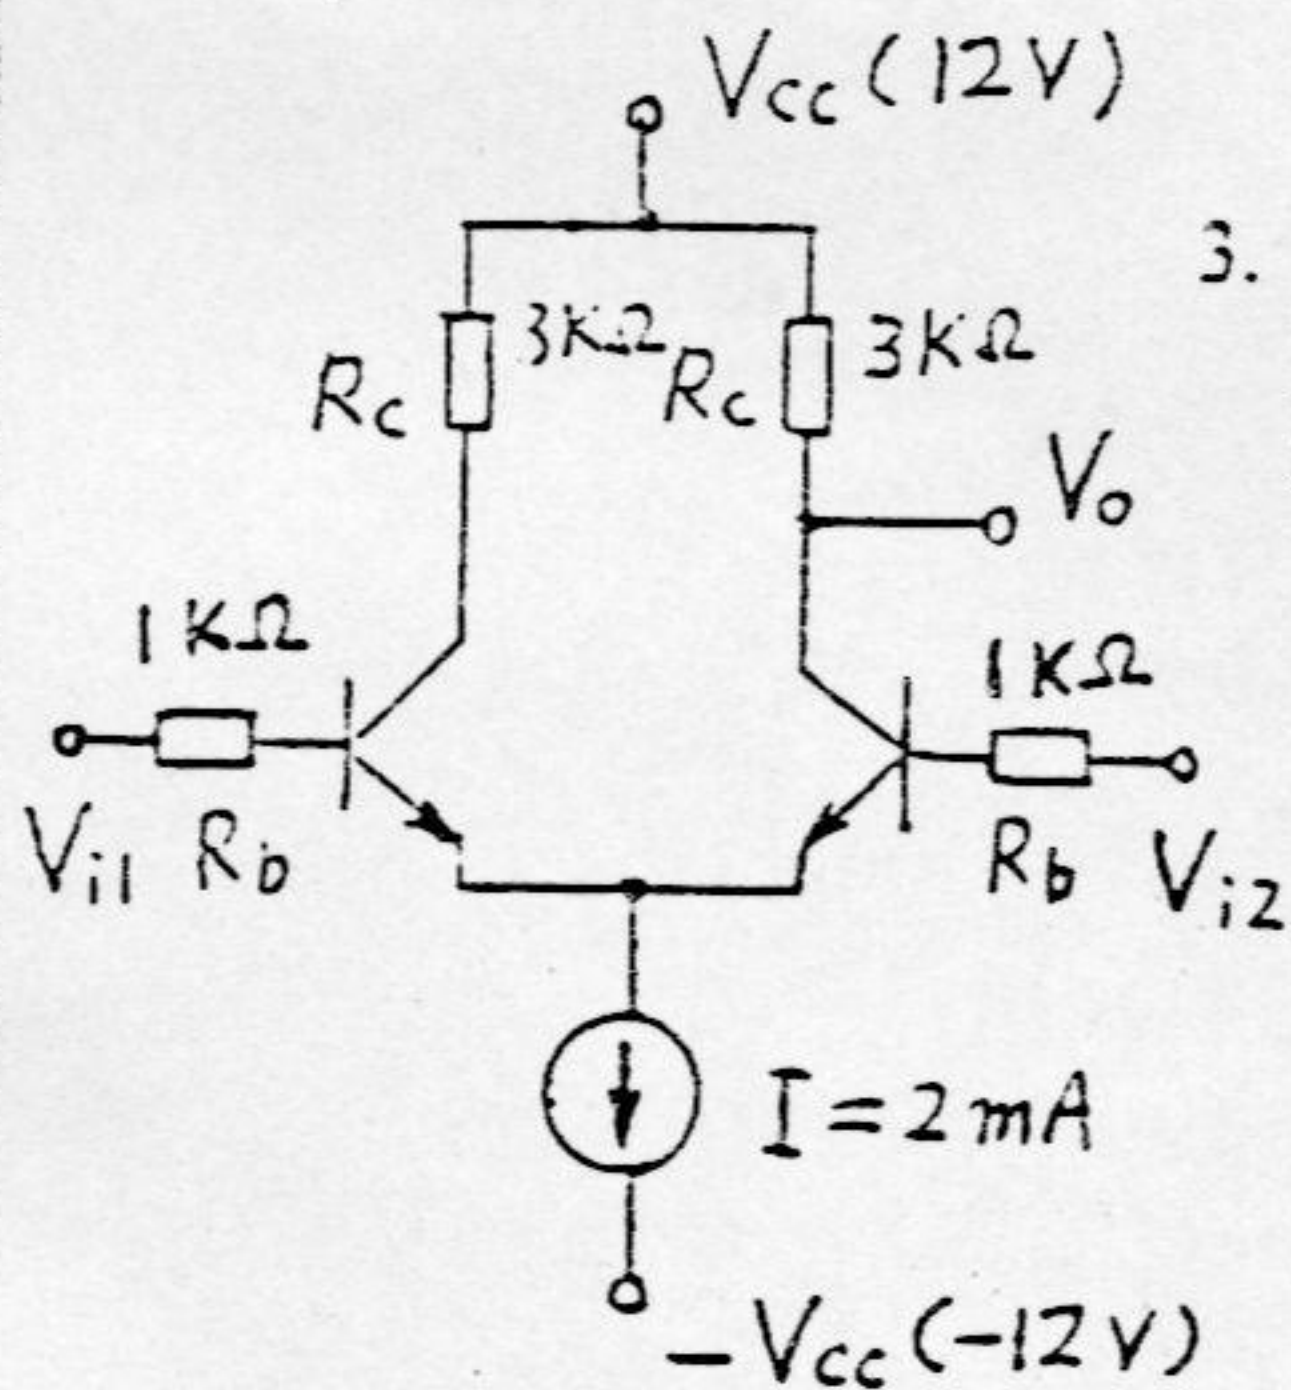 Vcc (12V)
3.
3KΩ
Rc
3KΩ
Rc
Vo
1KΩ
1KΩ
Vi1
Rb
Rb
Vi2
I = 2mA
-Vcc (-12V)